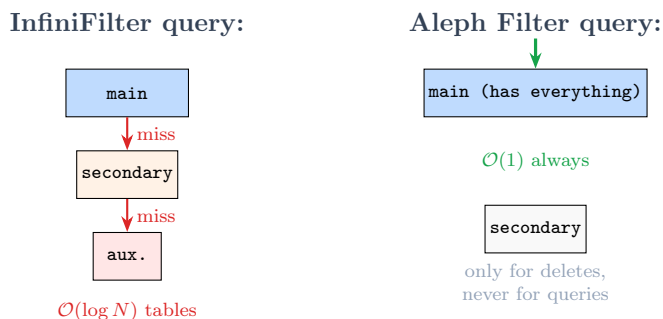 InfiniFilter query:
main
miss
secondary
miss
aux.
O(log N) tables
Aleph Filter query:
main (has everything)
O(1) always
secondary
only for deletes,
never for queries